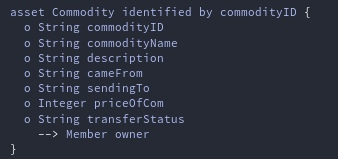 asset Commodity identified by commodityID {
  o String commodityID
  o String commodityName
  o String description
  o String cameFrom
  o String sendingTo
  o Integer priceOfCom
  o String transferStatus
  --> Member owner
}